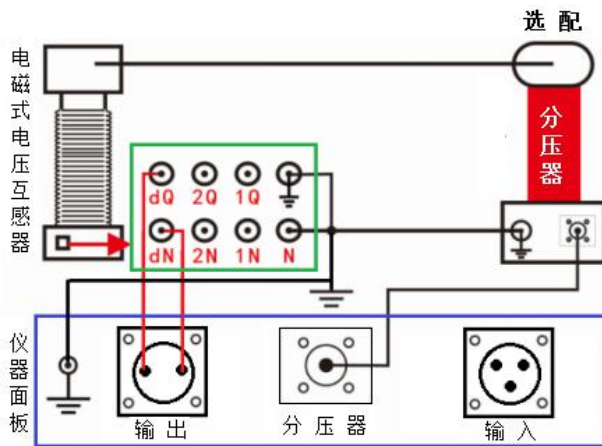 选 配
电磁式电压互感器
分压器
dQ 2Q 1Q
dN 2N 1N N
仪器面板
输 出
分 压 器
输 入